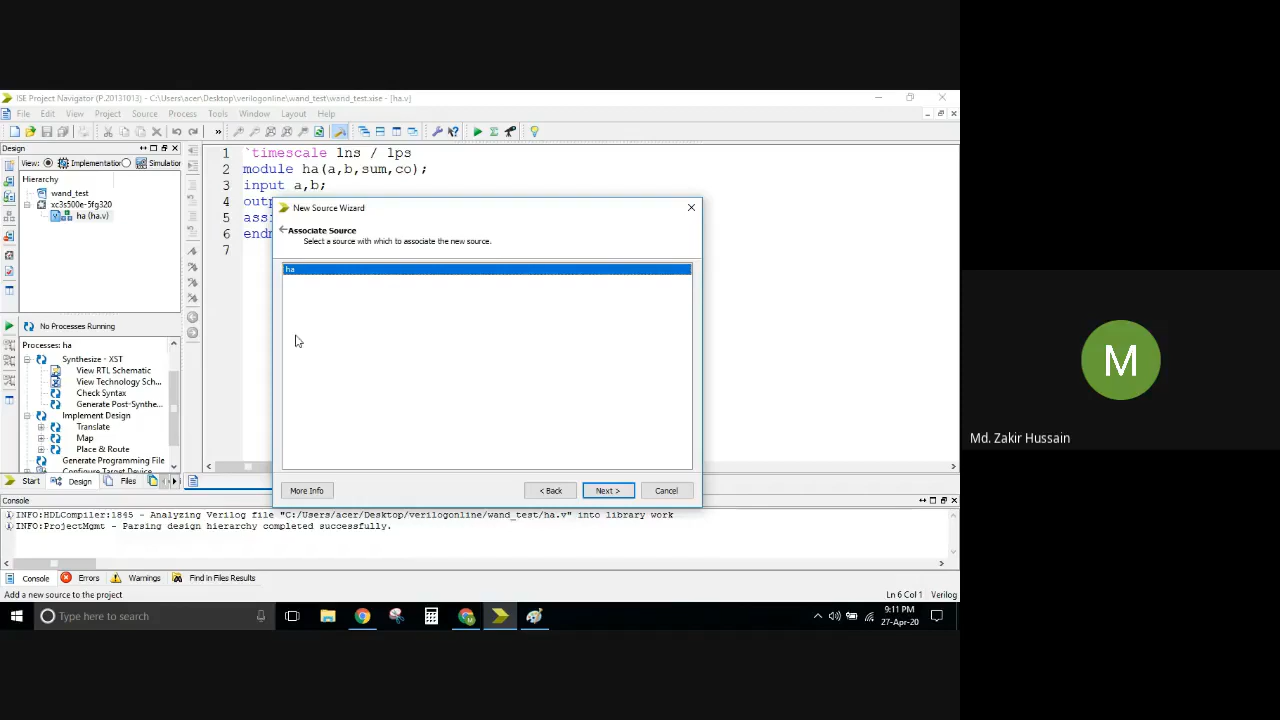 ISE Project Navigator (P.20131013) - C:\Users\acer\Desktop\verilogonline\wand_test\wand_test.xise - [ha.v]
File Edit View Project Source Process Tools Window Layout Help
»
Design
View: Implementation Simulation
Hierarchy
wand_test
xc3s500e-5fg320
ha (ha.v)
No Processes Running
Processes: ha
Synthesize - XST
View RTL Schematic
View Technology Sch...
Check Syntax
Generate Post-Synthe...
Implement Design
Translate
Map
Place & Route
Generate Programming File
Configure Target Device
Start Design Files
1 `timescale 1ns / 1ps
2 module ha(a,b,sum,co);
3 input a,b;
4 outp
5 assi
6 endm
7
New Source Wizard
Associate Source
Select a source with which to associate the new source.
ha
More Info < Back Next > Cancel
Console
INFO:HDLCompiler:1845 - Analyzing Verilog file "C:/Users/acer/Desktop/verilogonline/wand_test/ha.v" into library work
INFO:ProjectMgmt - Parsing design hierarchy completed successfully.
Console Errors Warnings Find in Files Results
Add a new source to the project Ln 6 Col 1 Verilog
Type here to search
9:11 PM
27-Apr-20
M
Md. Zakir Hussain